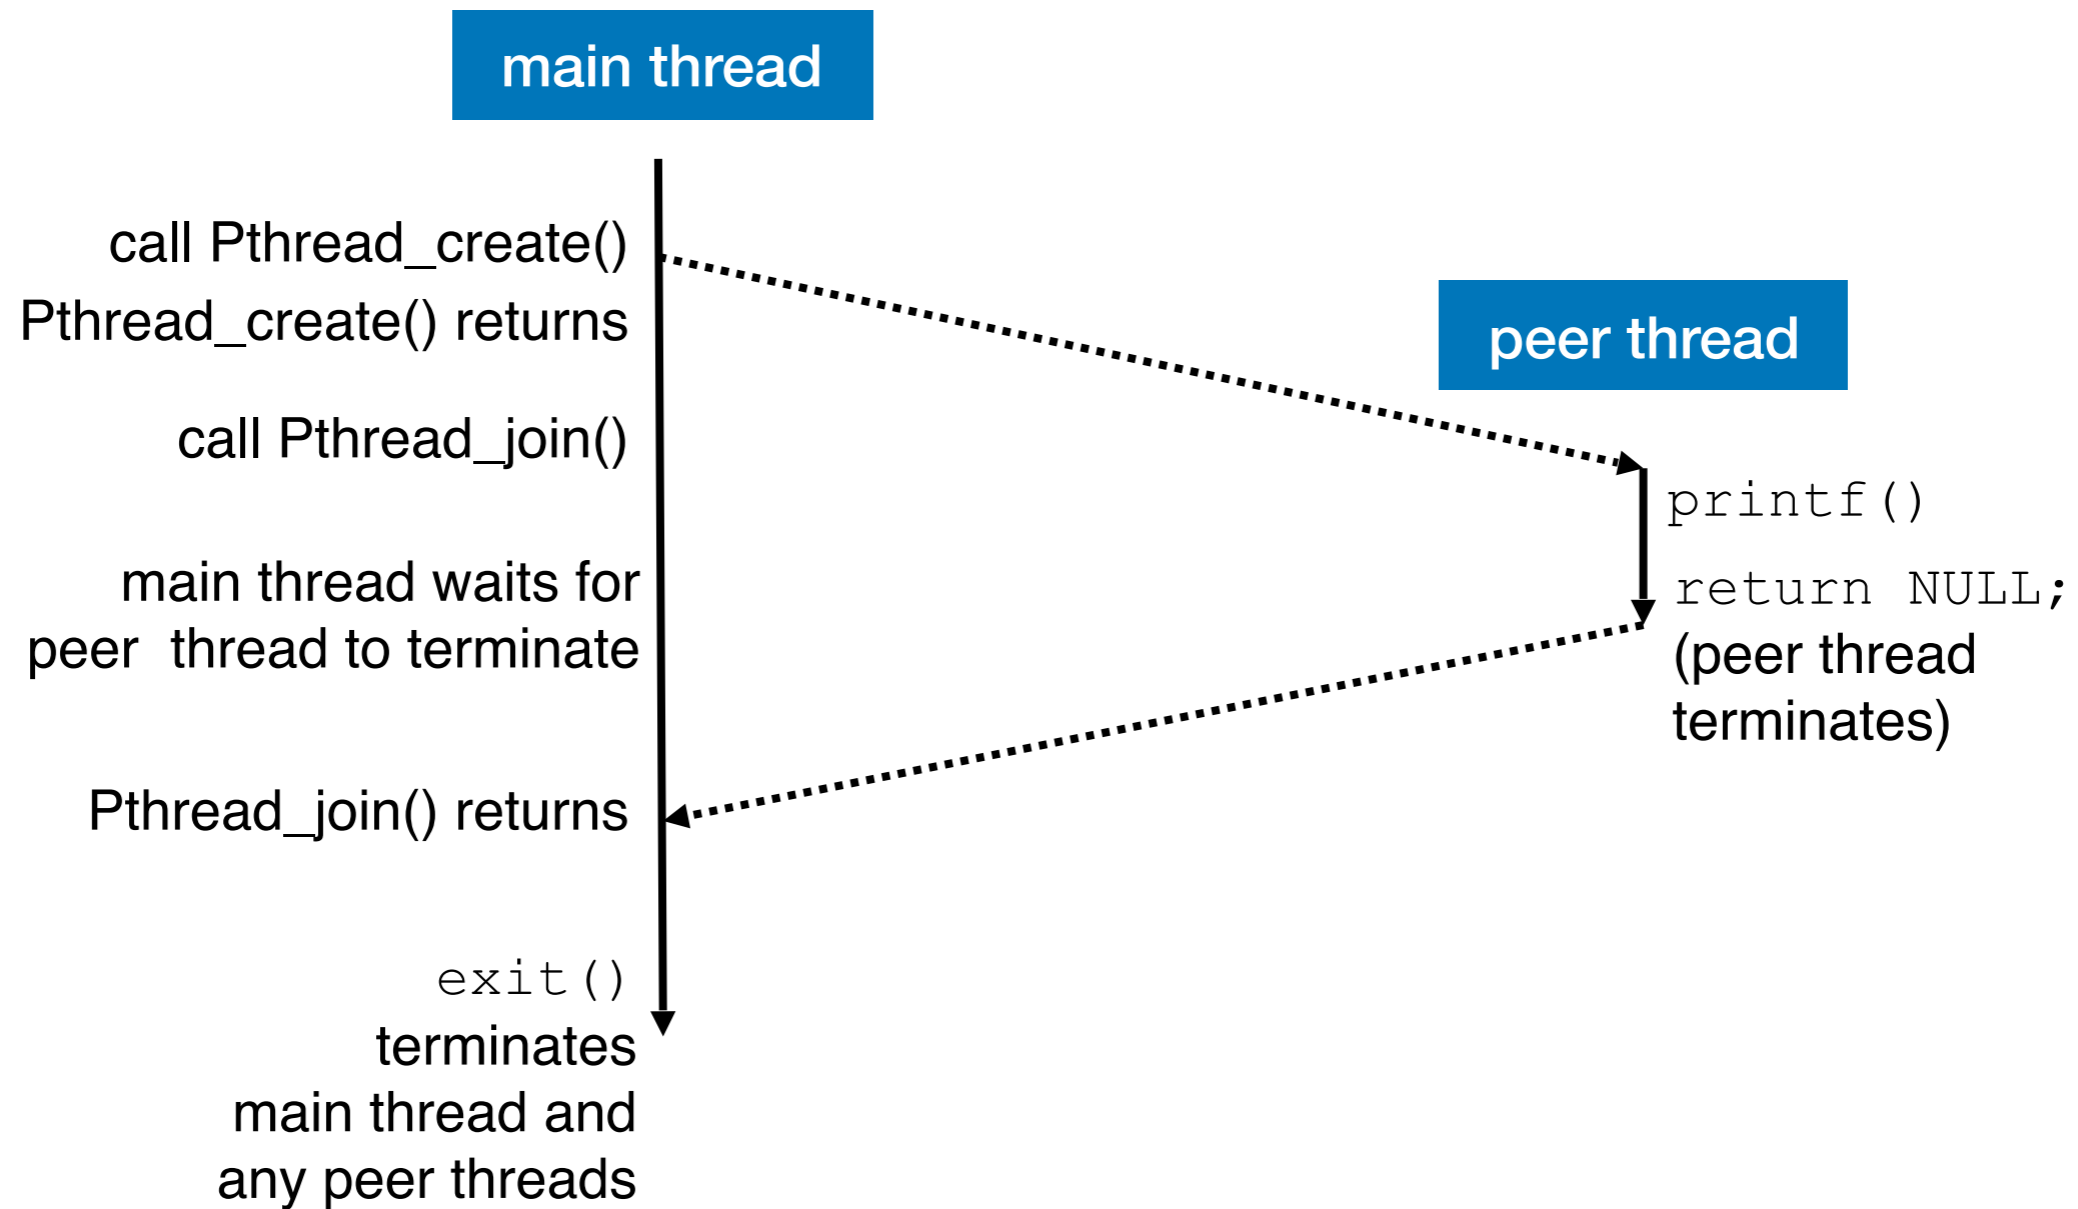 main thread
call Pthread_create()
Pthread_create() returns
peer thread
call Pthread_join()
printf()
main thread waits for
peer  thread to terminate
return NULL;
(peer thread
terminates)
Pthread_join() returns
exit()
terminates
main thread and
any peer threads